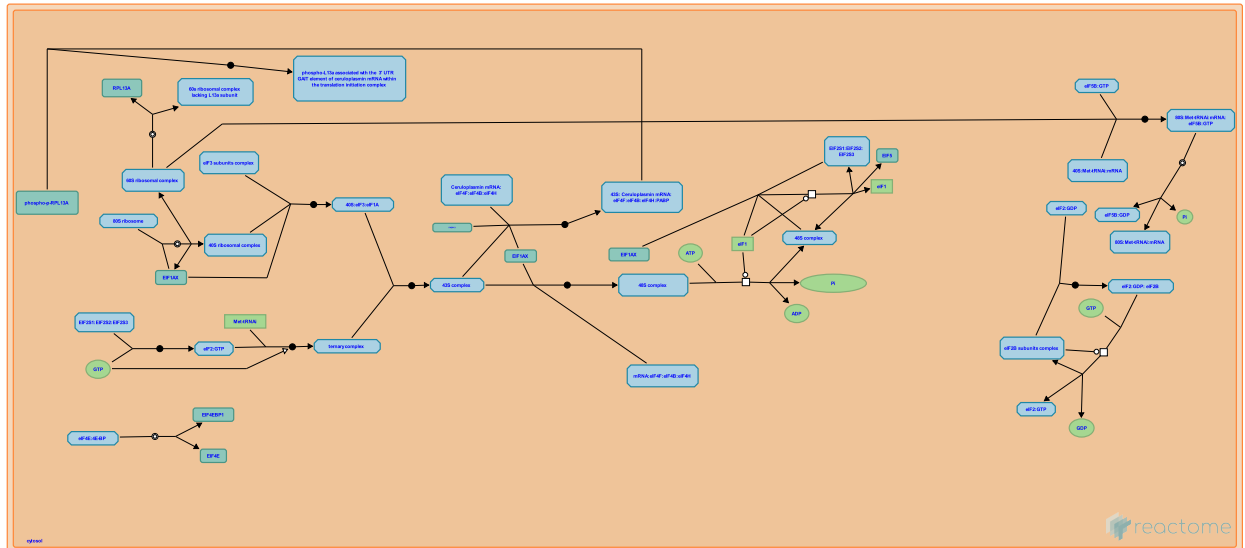 phospho-L13a associated wth the 3' UTR
GAIT element of ceruloplasmin mRNA within
the translation initiation complex
RPL13A
60s ribosomal complex
lacking L13a subunit
eIF5B:GTP
80S:Met-tRNAi:mRNA:
eIF5B:GTP
EIF2S1:EIF2S2:
EIF2S3
EIF5
eIF3 subunits complex
40S:Met-tRNAi:mRNA
60S ribosomal complex
eIF1
Ceruloplasmin mRNA:
eIF4F:eIF4B:eIF4H
43S: Ceruloplasmin mRNA:
eIF4F:eIF4B:eIF4H:PABP
phospho-p-RPL13A
40S:eIF3:eIF1A
eIF2:GDP
eIF5B:GDP
Pi
80S ribosome
40S ribosomal complex
eIF1
48S complex
80S:Met-tRNAi:mRNA
EIF1AX
EIF1AX
ATP
EIF1AX
43S complex
48S complex
Pi
eIF2:GDP: eIF2B
GTP
ADP
EIF2S1:EIF2S2:EIF2S3
Met-tRNAi
eIF2:GTP
ternary complex
eIF2B subunits complex
GTP
mRNA:eIF4F:eIF4B:eIF4H
eIF2:GTP
EIF4EBP1
GDP
eIF4E:4E-BP
EIF4E
reactome
cytosol